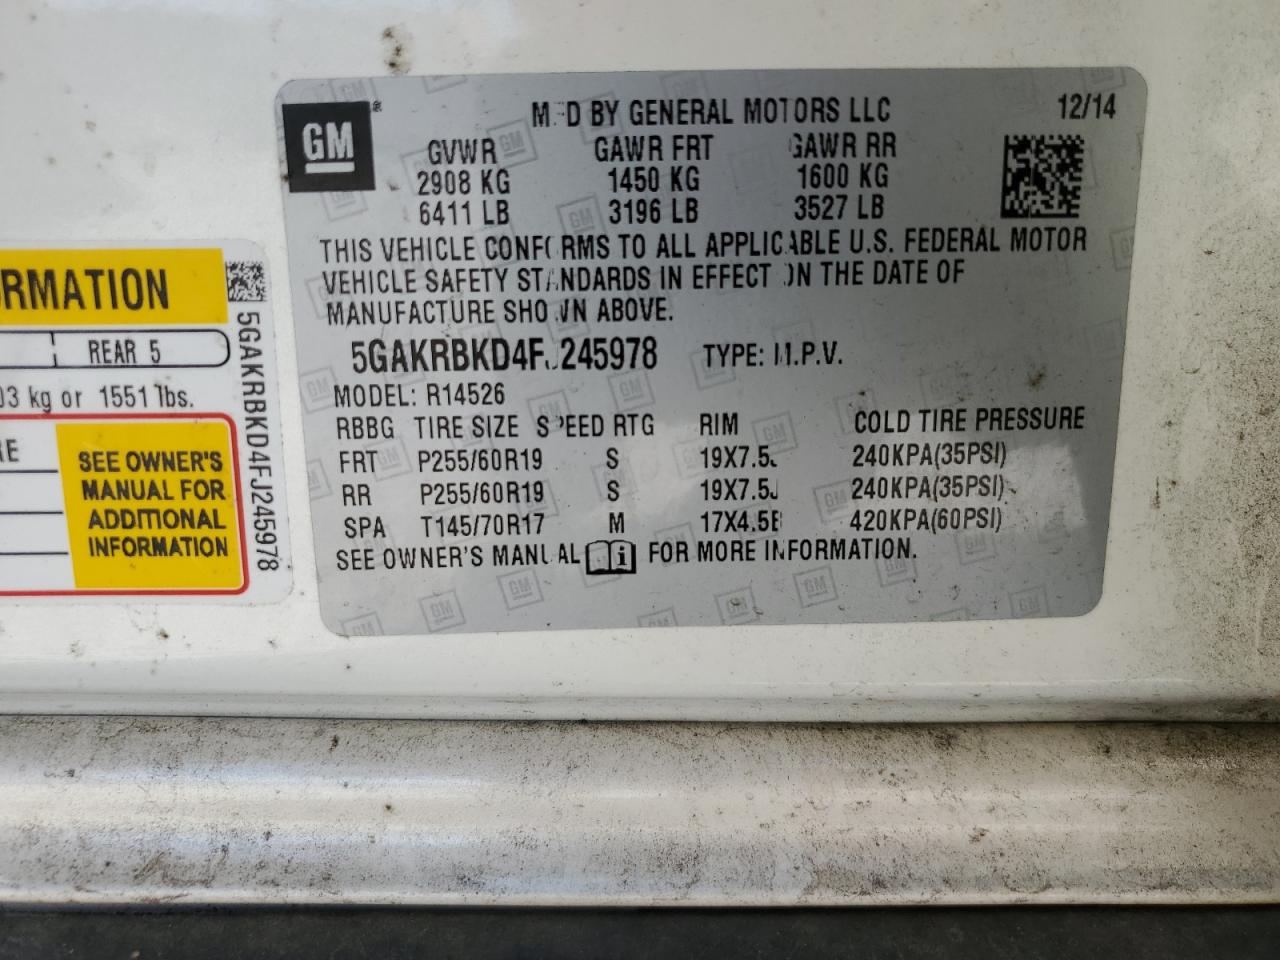 GM
M.FD BY GENERAL MOTORS LLC 12/14
GVWR GAWR FRT GAWR RR
2908 KG 1450 KG 1600 KG
6411 LB 3196 LB 3527 LB
THIS VEHICLE CONFORMS TO ALL APPLICABLE U.S. FEDERAL MOTOR
VEHICLE SAFETY STANDARDS IN EFFECT ON THE DATE OF
MANUFACTURE SHOWN ABOVE.
5GAKRBKD4FJ245978 TYPE: M.P.V.
MODEL: R14526
RBBG TIRE SIZE SPEED RTG RIM COLD TIRE PRESSURE
FRT P255/60R19 S 19X7.5J 240KPA(35PSI)
RR P255/60R19 S 19X7.5J 240KPA(35PSI)
SPA T145/70R17 M 17X4.5B 420KPA(60PSI)
SEE OWNER'S MANUAL i FOR MORE INFORMATION.
RMATION
REAR 5
03 kg or 1551 lbs.
RE
SEE OWNER'S
MANUAL FOR
ADDITIONAL
INFORMATION
5GAKRBKD4FJ245978